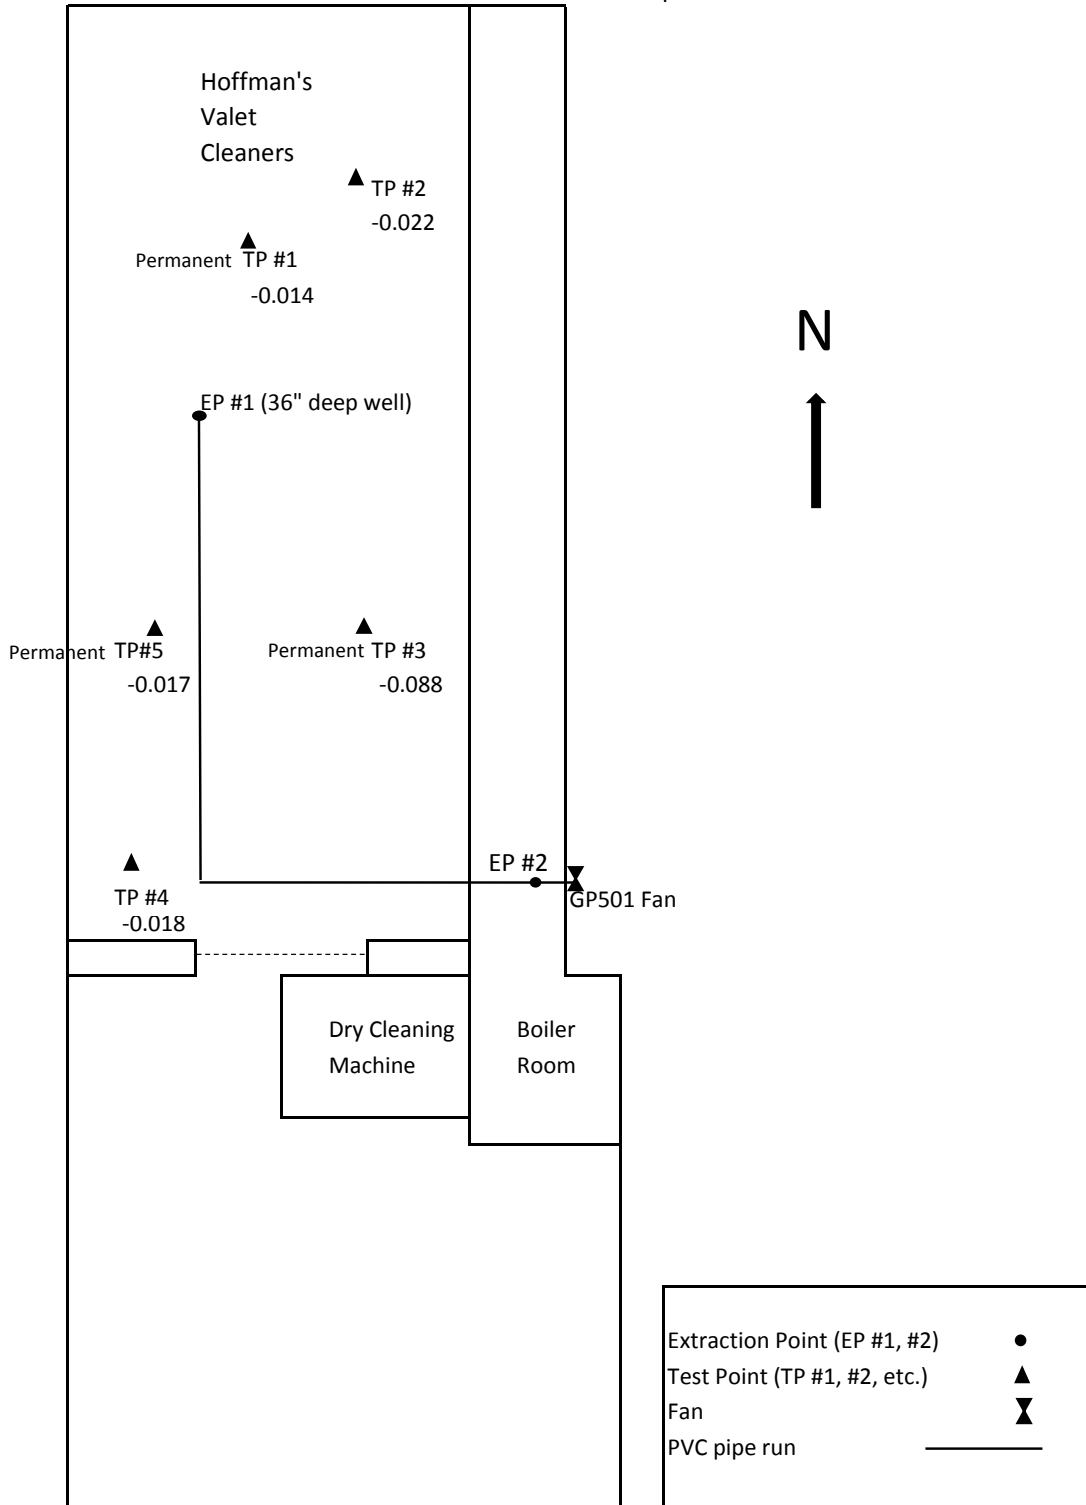 Hoffman's
Valet
Cleaners
TP #2
-0.022
Permanent TP #1
-0.014
N
EP #1 (36" deep well)
Permanent TP#5
-0.017
Permanent TP #3
-0.088
EP #2
GP501 Fan
TP #4
-0.018
Dry Cleaning
Machine
Boiler
Room
Extraction Point (EP #1, #2)
Test Point (TP #1, #2, etc.)
Fan
PVC pipe run